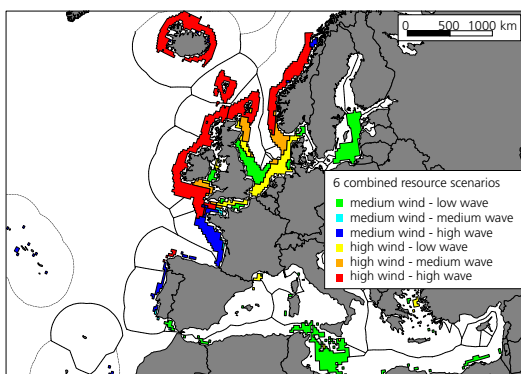 0 500 1000 km
6 combined resource scenarios
medium wind - low wave
medium wind - medium wave
medium wind - high wave
high wind - low wave
high wind - medium wave
high wind - high wave